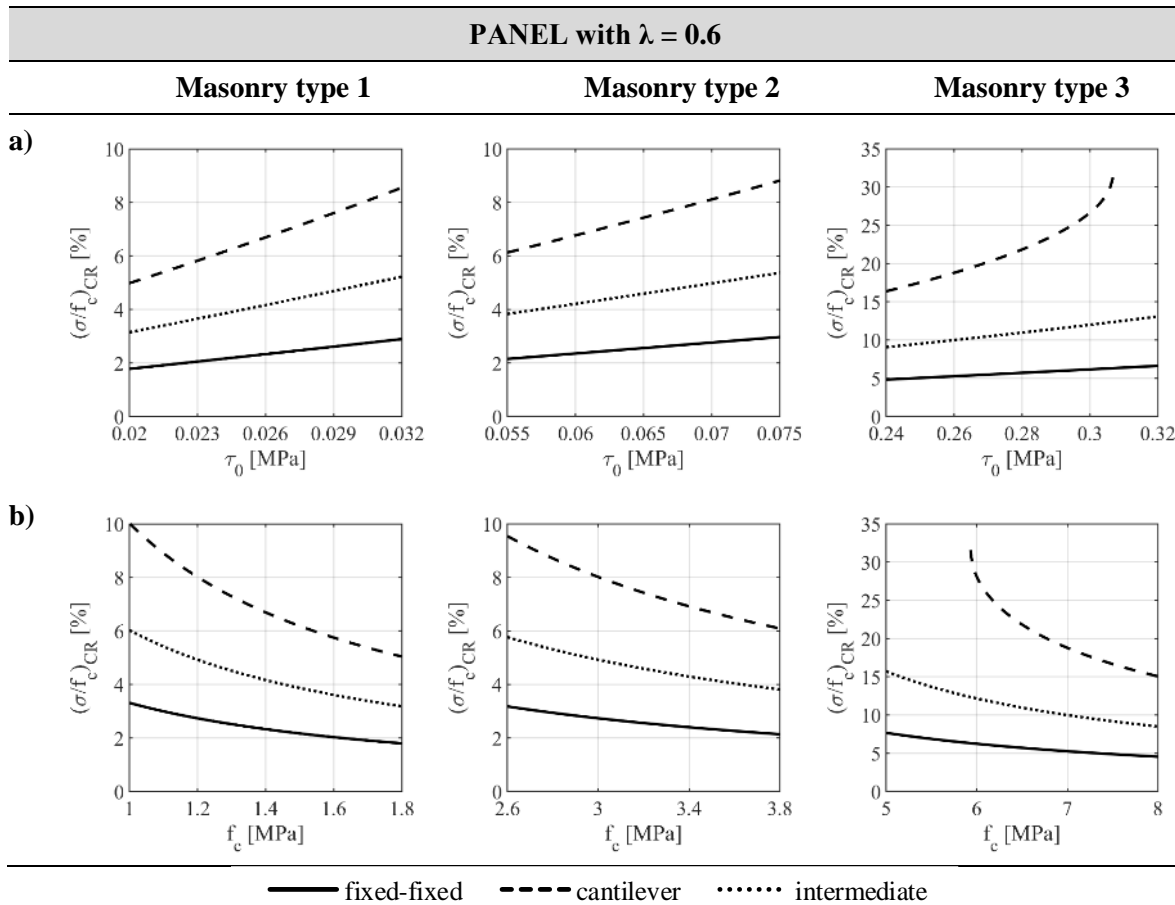 PANEL with λ = 0.6
Masonry type 1 Masonry type 2 Masonry type 3
a)
(σ/f_c)_CR [%]
10
8
6
4
2
0
0.02 0.023 0.026 0.029 0.032
τ_0 [MPa]
(σ/f_c)_CR [%]
10
8
6
4
2
0
0.055 0.06 0.065 0.07 0.075
τ_0 [MPa]
(σ/f_c)_CR [%]
35
30
25
20
15
10
5
0
0.24 0.26 0.28 0.3 0.32
τ_0 [MPa]
b)
(σ/f_c)_CR [%]
10
8
6
4
2
0
1 1.2 1.4 1.6 1.8
f_c [MPa]
(σ/f_c)_CR [%]
10
8
6
4
2
0
2.6 3 3.4 3.8
f_c [MPa]
(σ/f_c)_CR [%]
35
30
25
20
15
10
5
0
5 6 7 8
f_c [MPa]
fixed-fixed cantilever intermediate